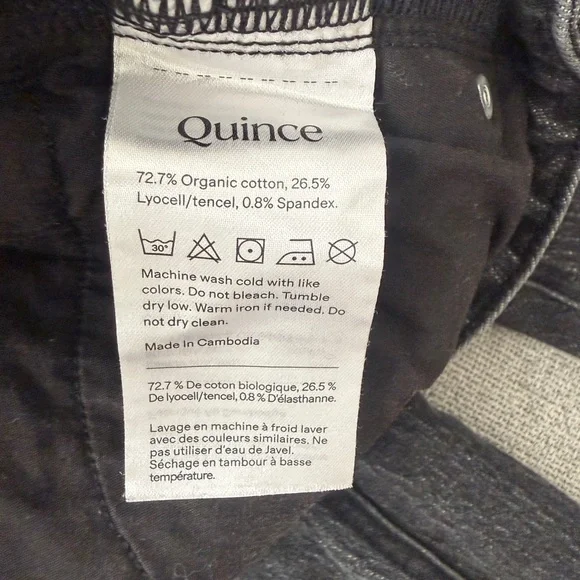 Quince
72.7% Organic cotton, 26.5%
Lyocell/tencel, 0.8% Spandex.
30°
Machine wash cold with like
colors. Do not bleach. Tumble
dry low. Warm iron if needed. Do
not dry clean.
Made In Cambodia
72.7 % De coton biologique, 26.5 %
De lyocell/tencel, 0.8 % D'élasthanne.
Lavage en machine à froid laver
avec des couleurs similaires. Ne
pas utiliser d'eau de Javel.
Séchage en tambour à basse
température.